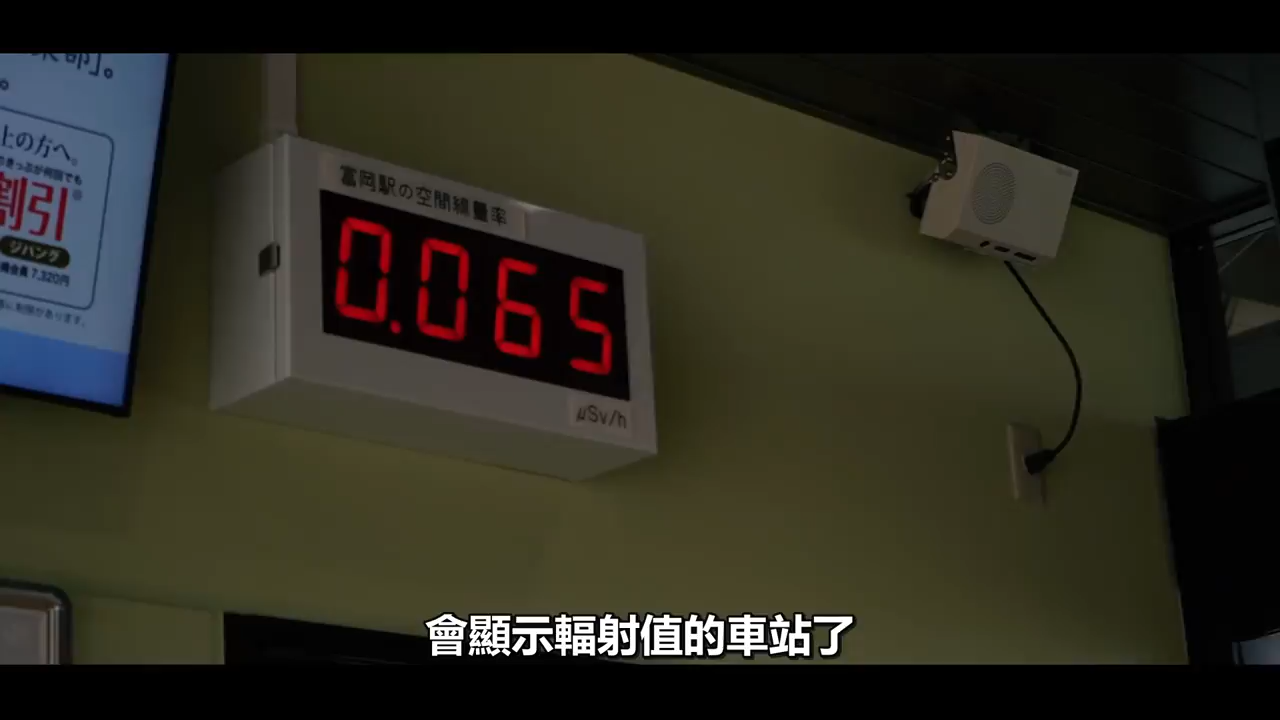 上の方へ。
割引
ジパング
7,320円
富岡駅の空間線量率
0.065
μSv/h
會顯示輻射值的車站了